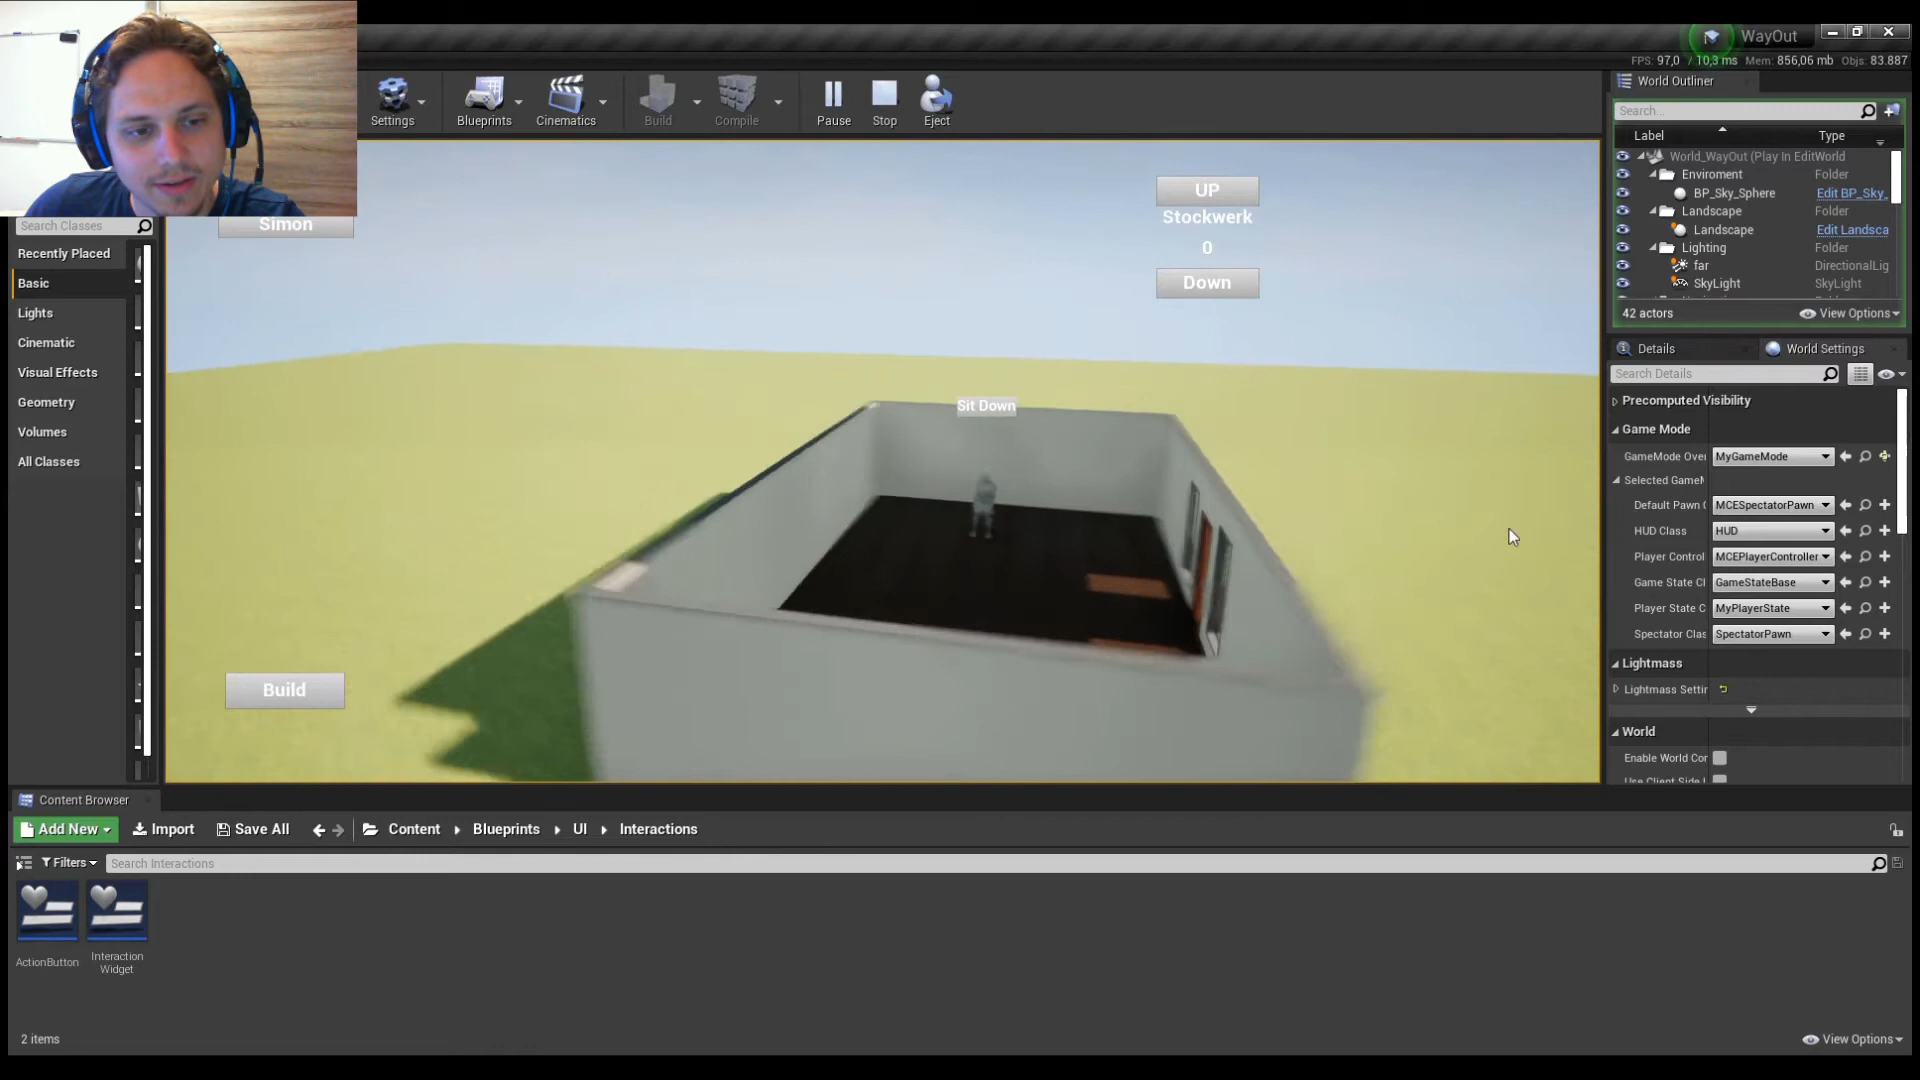 WayOut
FPS: 97,0 / 10,3 ms Mem: 856,06 mb Objs: 83.887
Settings
Blueprints
Cinematics
Build
Compile
Pause
Stop
Eject
World Outliner
Search...
Label Type
World_WayOut (Play In Edit World
Enviroment Folder
BP_Sky_Sphere Edit BP_Sky_
Landscape Folder
Landscape Edit Landsca
Lighting Folder
far DirectionalLig
SkyLight SkyLight
42 actors View Options
Search Classes
Recently Placed
Basic
Lights
Cinematic
Visual Effects
Geometry
Volumes
All Classes
Simon
UP
Stockwerk
0
Down
Sit Down
Build
Details World Settings
Search Details
Precomputed Visibility
Game Mode
GameMode Over MyGameMode
Selected GameM
Default Pawn C MCESpectatorPawn
HUD Class HUD
Player Control MCEPlayerController
Game State Cl GameStateBase
Player State C MyPlayerState
Spectator Clas SpectatorPawn
Lightmass
Lightmass Settin
World
Enable World Cor
Use Client Side
Content Browser
Add New Import Save All Content Blueprints UI Interactions
Filters Search Interactions
ActionButton
Interaction
Widget
2 items View Options